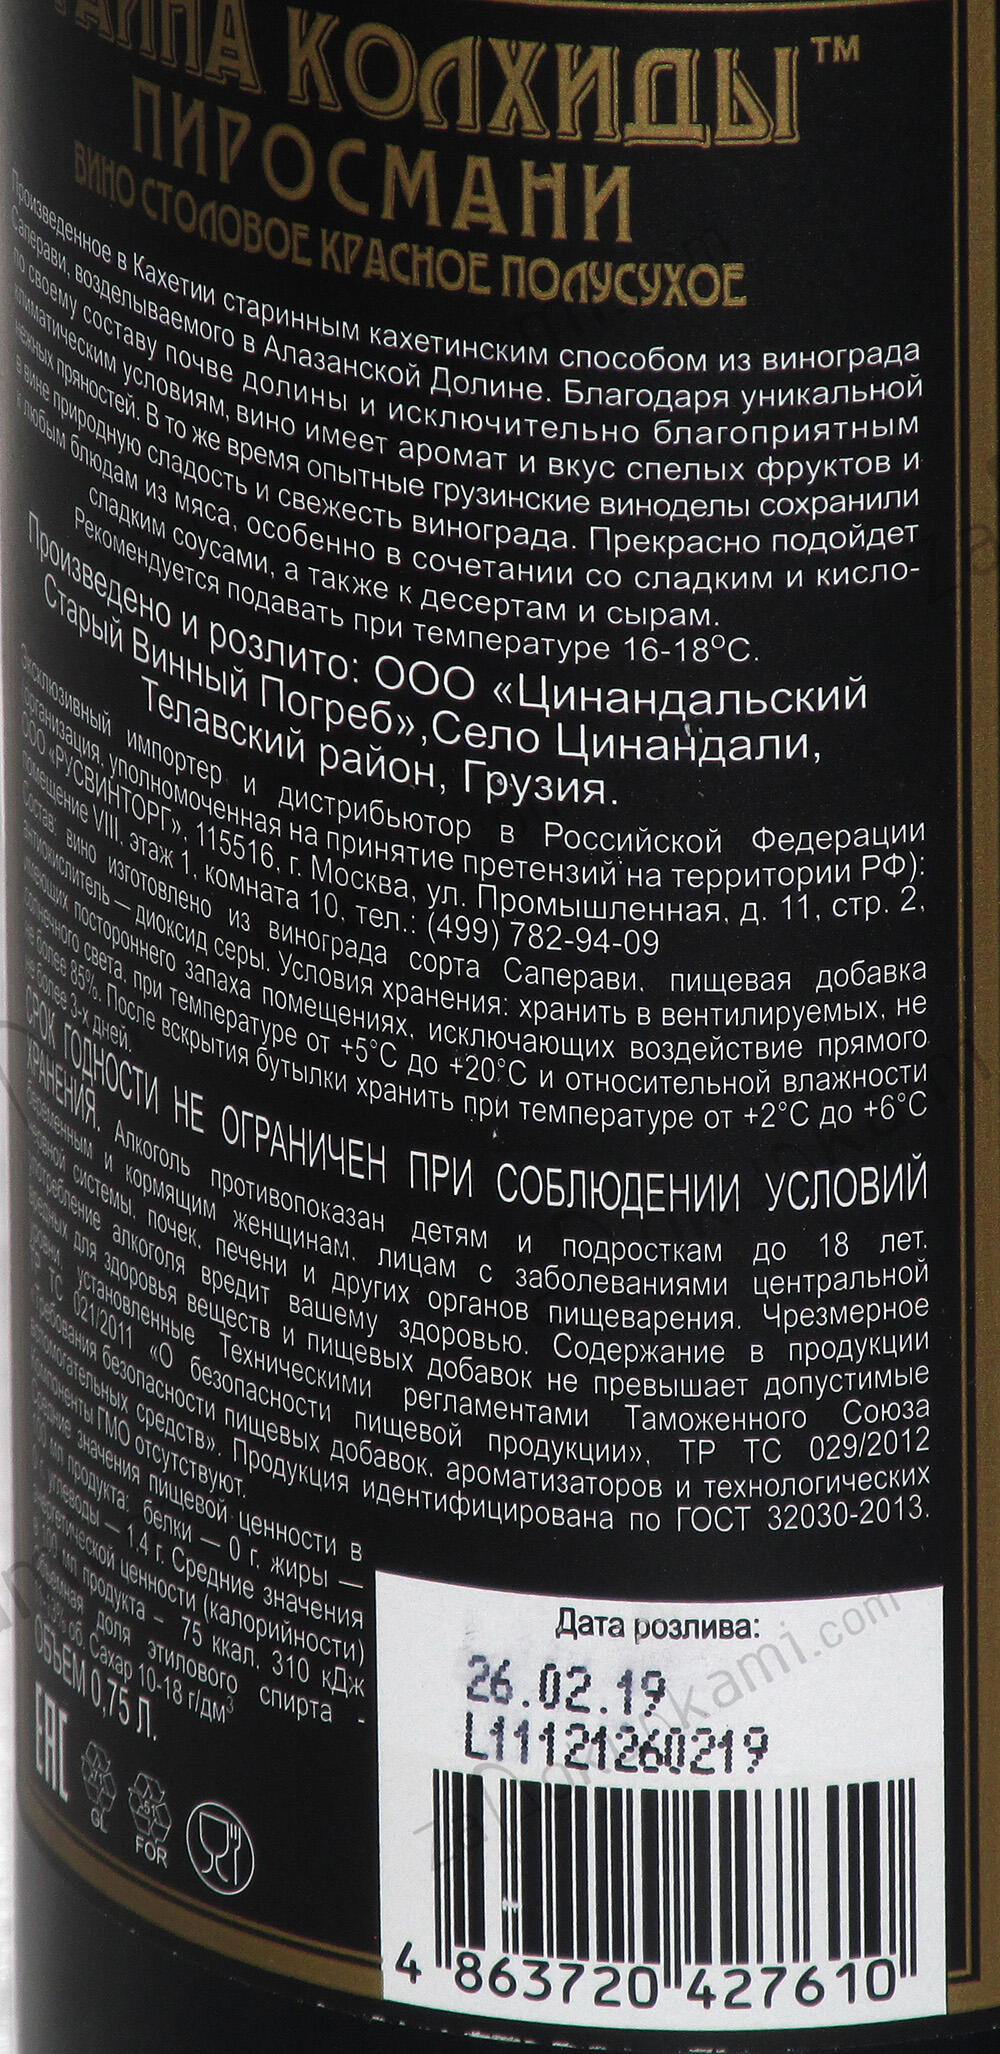 ТАЙНА КОЛХИДЫ™
ПИРОСМАНИ
ВИНО СТОЛОВОЕ КРАСНОЕ ПОЛУСУХОЕ
Произведенное в Кахетии старинным кахетинским способом из винограда
Саперави, возделываемого в Алазанской Долине. Благодаря уникальной
по своему составу почве долины и исключительно благоприятным
климатическим условиям, вино имеет аромат и вкус спелых фруктов и
нежных пряностей. В то же время опытные грузинские виноделы сохранили
в вине природную сладость и свежесть винограда. Прекрасно подойдет
к любым блюдам из мяса, особенно в сочетании со сладким и кисло-
сладким соусами, а также к десертам и сырам.
Рекомендуется подавать при температуре 16-18ºС.
Произведено и розлито: ООО «Цинандальский
Старый Винный Погреб», Село Цинандали,
Телавский район, Грузия.
Эксклюзивный импортер и дистрибьютор в Российской Федерации
(организация, уполномоченная на принятие претензий на территории РФ):
ООО «РУСВИНТОРГ», 115516, г. Москва, ул. Промышленная, д. 11, стр. 2,
помещение VIII, этаж 1, комната 10, тел.: (499) 782-94-09
Состав: вино изготовлено из винограда сорта Саперави, пищевая добавка
антиокислитель — диоксид серы. Условия хранения: хранить в вентилируемых, не
имеющих постороннего запаха помещениях, исключающих воздействие прямого
солнечного света, при температуре от +5°С до +20°С и относительной влажности
не более 85%. После вскрытия бутылки хранить при температуре от +2°С до +6°С
не более 3-х дней.
СРОК ГОДНОСТИ НЕ ОГРАНИЧЕН ПРИ СОБЛЮДЕНИИ УСЛОВИЙ
ХРАНЕНИЯ. Алкоголь противопоказан детям и подросткам до 18 лет,
беременным и кормящим женщинам, лицам с заболеваниями центральной
нервной системы, почек, печени и других органов пищеварения. Чрезмерное
употребление алкоголя вредит вашему здоровью. Содержание в продукции
вредных для здоровья веществ и пищевых добавок не превышает допустимые
уровни, установленные Техническими регламентами Таможенного Союза
ТР ТС 021/2011 «О безопасности пищевой продукции», ТР ТС 029/2012
«Требования безопасности пищевых добавок, ароматизаторов и технологических
вспомогательных средств». Продукция идентифицирована по ГОСТ 32030-2013.
Компоненты ГМО отсутствуют.
Средние значения пищевой ценности в
100 мл продукта: белки — 0 г, жиры —
0 г, углеводы — 1,4 г. Средние значения
энергетической ценности (калорийности)
в 100 мл продукта – 75 ккал, 310 кДж
Объемная доля этилового спирта -
13% об. Сахар 10-18 г/дм³
ОБЪЕМ 0,75 Л.
ЕАС
GL
51
FOR
Дата розлива:
26.02.19
L11121260219
4 863720 427610
zapokupkami.com